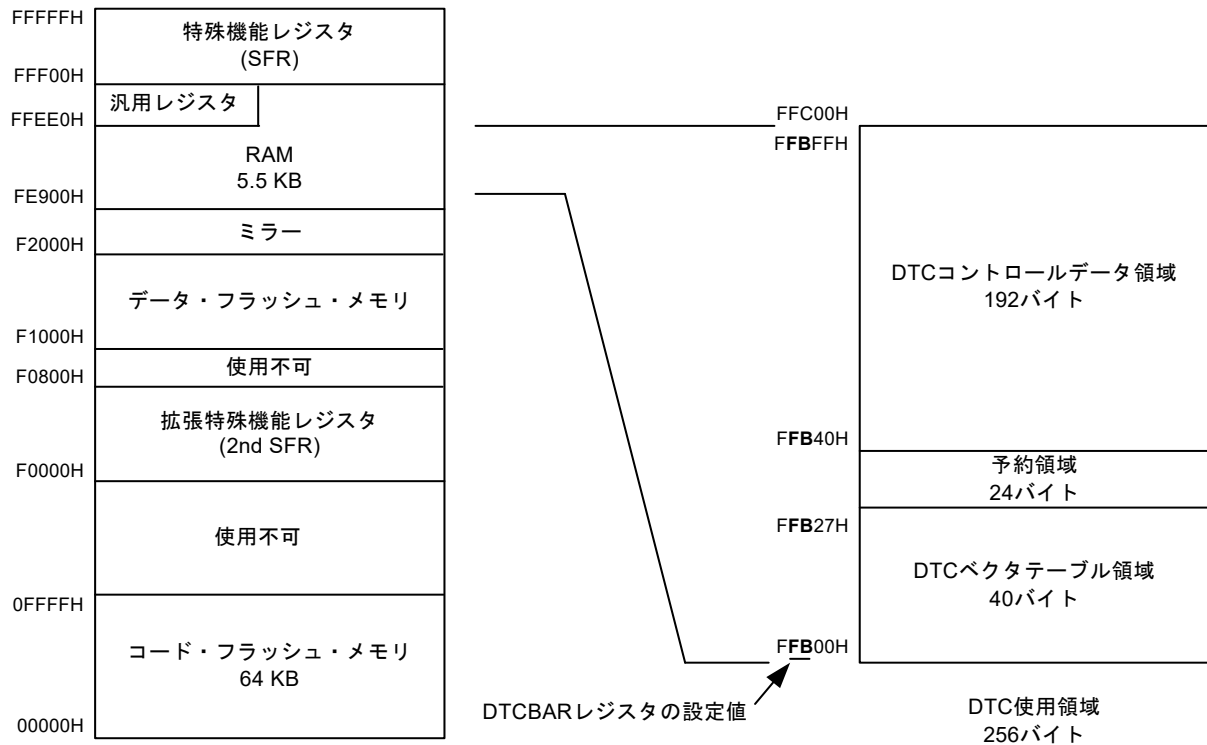 FFFFFH
特殊機能レジスタ
(SFR)
FFF00H
汎用レジスタ
FFEE0H
RAM
5.5 KB
FE900H
ミラー
F2000H
データ・フラッシュ・メモリ
F1000H
使用不可
F0800H
拡張特殊機能レジスタ
(2nd SFR)
F0000H
使用不可
0FFFFH
コード・フラッシュ・メモリ
64 KB
00000H
FFC00H
FFBFFH
DTCコントロールデータ領域
192バイト
FFB40H
予約領域
24バイト
FFB27H
DTCベクタテーブル領域
40バイト
FFB00H
DTCBARレジスタの設定値
DTC使用領域
256バイト